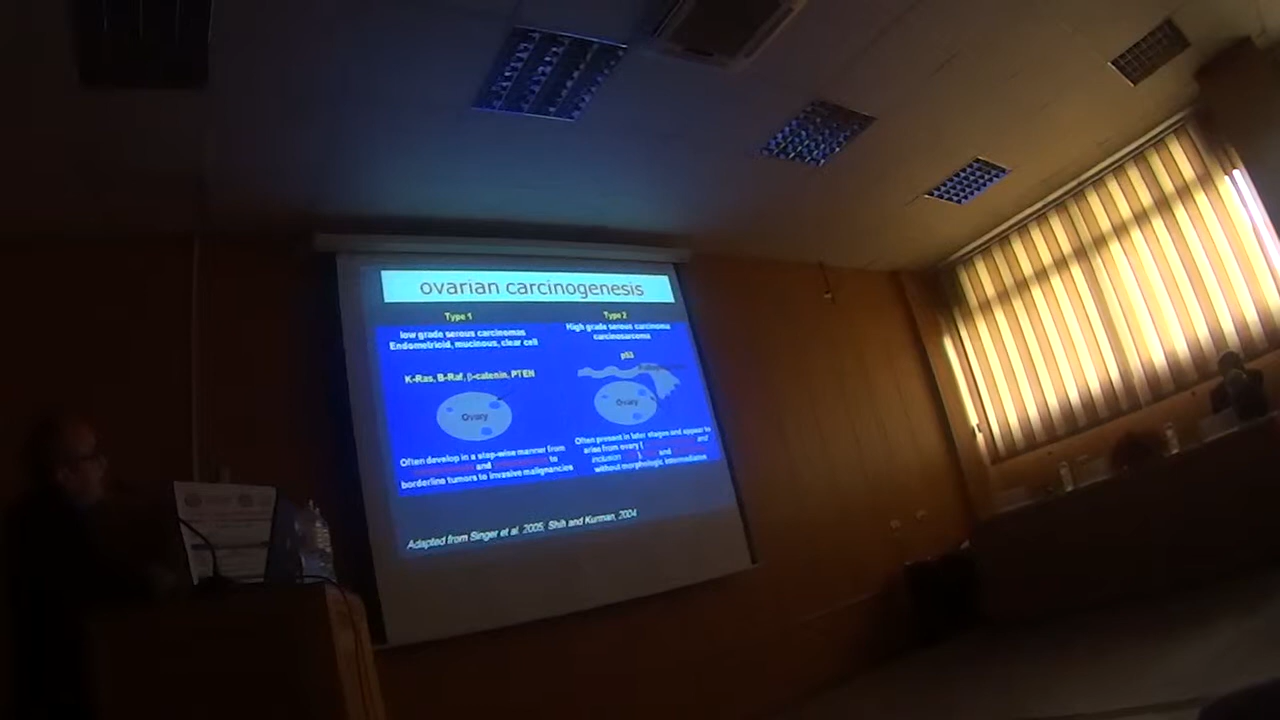 ovarian carcinogenesis
Type 1
low grade serous carcinomas
Endometrioid, mucinous, clear cell
K-Ras, B-Raf, β-catenin, PTEN
Ovary
Often develop in a step-wise manner from
and to
borderline tumors to invasive malignancies
Type 2
High grade serous carcinoma
carcinosarcoma
p53
Ovary
Often present in later stages and appear to
arise from ovary ( and
inclusion ), and
without morphologic intermediate
Adapted from Singer et al. 2005; Shih and Kurman, 2004